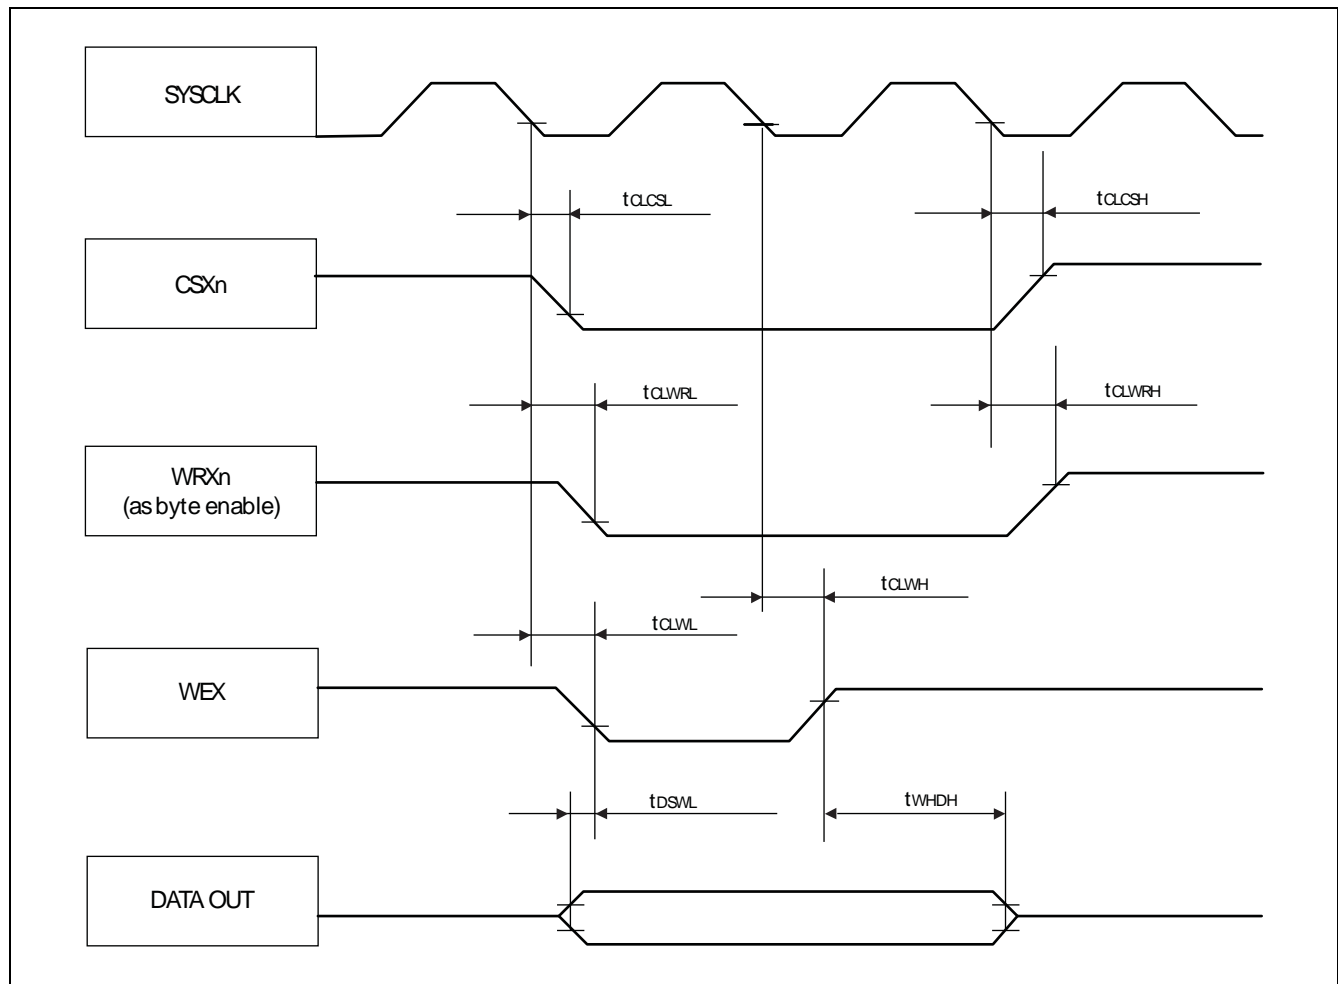 SYSCLK
tCLCSL
tCLCSH
CSXn
tCLWRL
tCLWRH
WRXn
(as byte enable)
tCLWH
tCLWL
WEX
tDSWL
tWHDH
DATA OUT